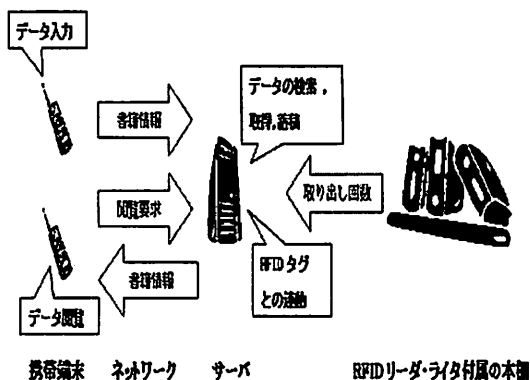 データ入力
書籍情報
データの検索，
取得，蓄積
取り出し回数
閲覧要求
RFIDタグ
との連動
書籍情報
データ閲覧
携帯端末 ネットワーク サーバ RFIDリーダ・ライタ付属の本棚